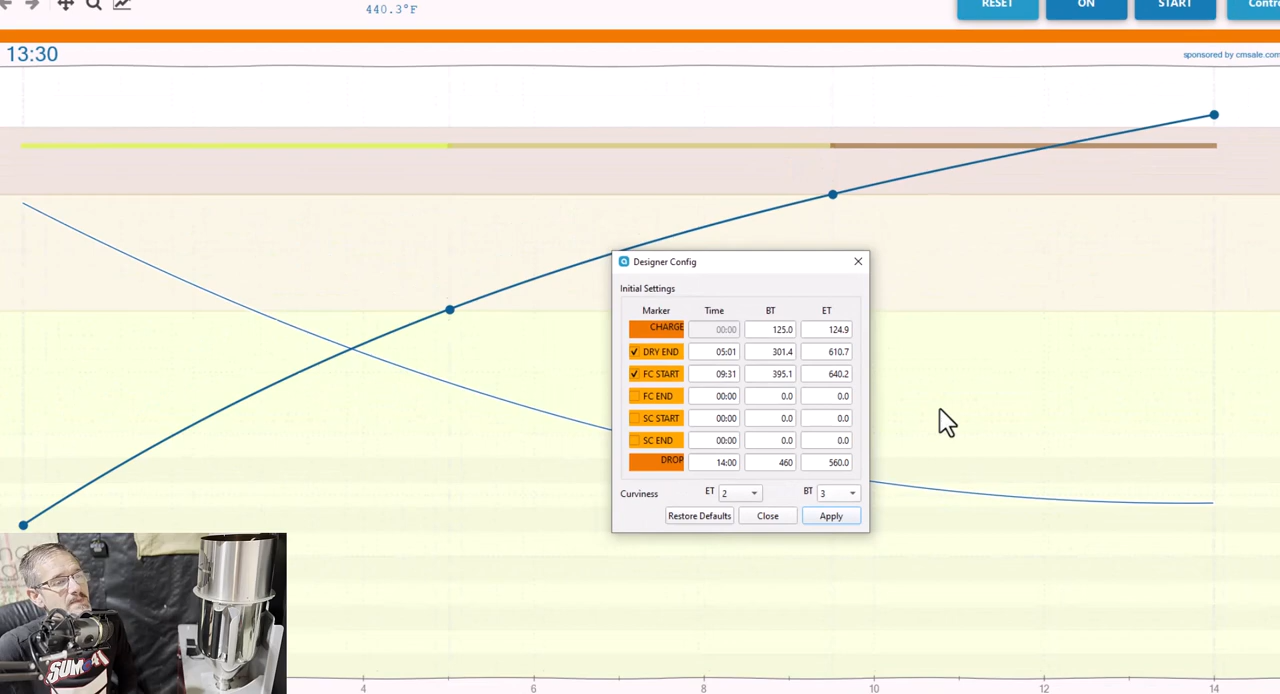 440.3°F
RESET
ON
START
Contr
13:30
sponsored by cmsale.com
Designer Config
Initial Settings
Marker Time BT ET
CHARGE 00:00 125.0 124.9
DRY END 05:01 301.4 610.7
FC START 09:31 395.1 640.2
FC END 00:00 0.0 0.0
SC START 00:00 0.0 0.0
SC END 00:00 0.0 0.0
DROP 14:00 460 560.0
Curviness ET 2 BT 3
Restore Defaults Close Apply
SUM 41
4 6 8 10 12 14